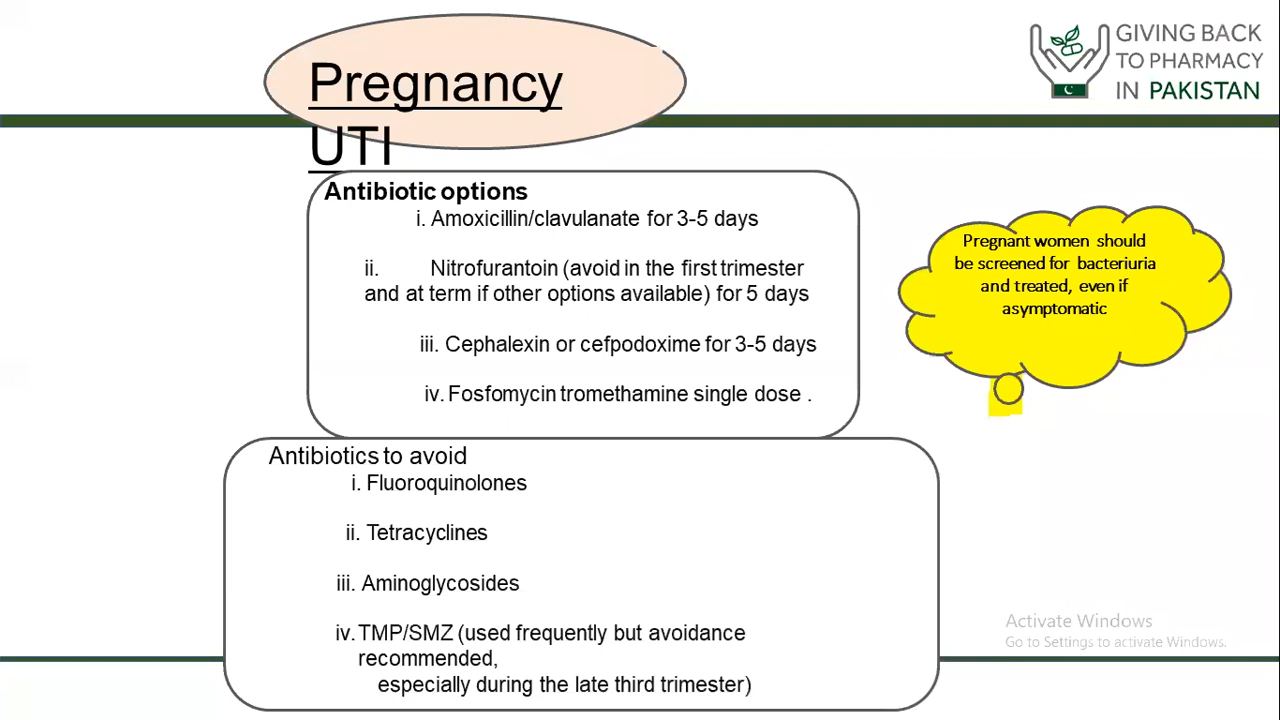 Pregnancy
UTI
GIVING BACK
TO PHARMACY
IN PAKISTAN
Antibiotic options
i. Amoxicillin/clavulanate for 3-5 days
ii. Nitrofurantoin (avoid in the first trimester
and at term if other options available) for 5 days
iii. Cephalexin or cefpodoxime for 3-5 days
iv. Fosfomycin tromethamine single dose .
Pregnant women should
be screened for bacteriuria
and treated, even if
asymptomatic
Antibiotics to avoid
i. Fluoroquinolones
ii. Tetracyclines
iii. Aminoglycosides
iv. TMP/SMZ (used frequently but avoidance
recommended,
especially during the late third trimester)
Activate Windows
Go to Settings to activate Windows.